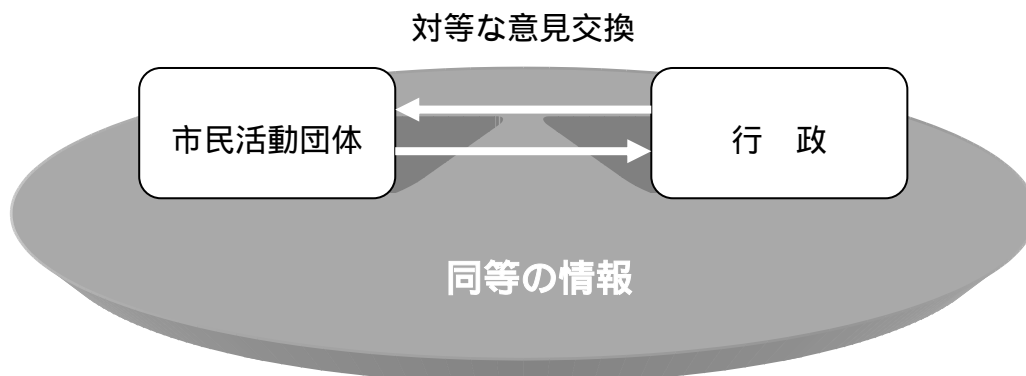 対等な意見交換
市民活動団体
行　政
同等の情報